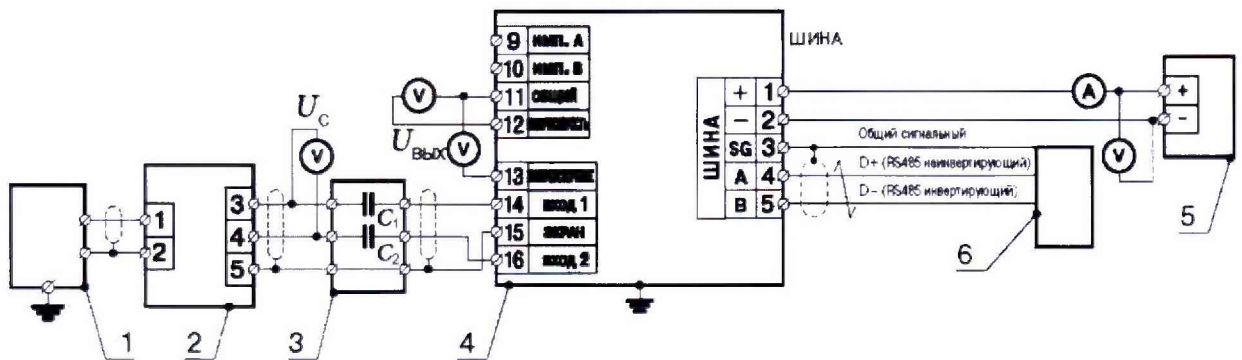 9 ИМП. А
10 ИМП. В
11 ОБЩИЙ
12
13
14 ВХОД 1
15 ЭКРАН
16 ВХОД 2
V
V
U вых
U с
V
1
2
3
4
5
C1
C2
ШИНА
ШИНА
+ 1
− 2
SG 3
A 4
B 5
A
V
+
-
Общий сигнальный
D+ (RS485 неинвертирующий)
D− (RS485 инвертирующий)
1
2
3
4
5
6